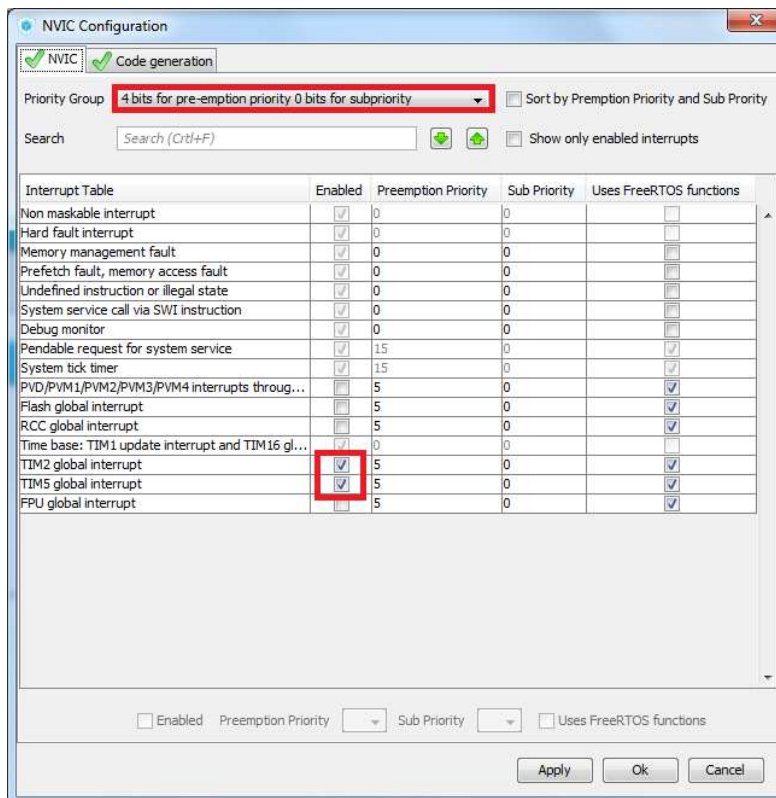 NVIC Configuration
NVIC Code generation
Priority Group 4 bits for pre-emption priority 0 bits for subpriority Sort by Premption Priority and Sub Prority
Search Search (Crtl+F) Show only enabled interrupts
Interrupt Table Enabled Preemption Priority Sub Priority Uses FreeRTOS functions
Non maskable interrupt 0 0
Hard fault interrupt 0 0
Memory management fault 0 0
Prefetch fault, memory access fault 0 0
Undefined instruction or illegal state 0 0
System service call via SWI instruction 0 0
Debug monitor 0 0
Pendable request for system service 15 0
System tick timer 15 0
PVD/PVM1/PVM2/PVM3/PVM4 interrupts throug... 5 0
Flash global interrupt 5 0
RCC global interrupt 5 0
Time base: TIM1 update interrupt and TIM16 gl... 0 0
TIM2 global interrupt 5 0
TIM5 global interrupt 5 0
FPU global interrupt 5 0
Enabled Preemption Priority Sub Priority Uses FreeRTOS functions
Apply Ok Cancel